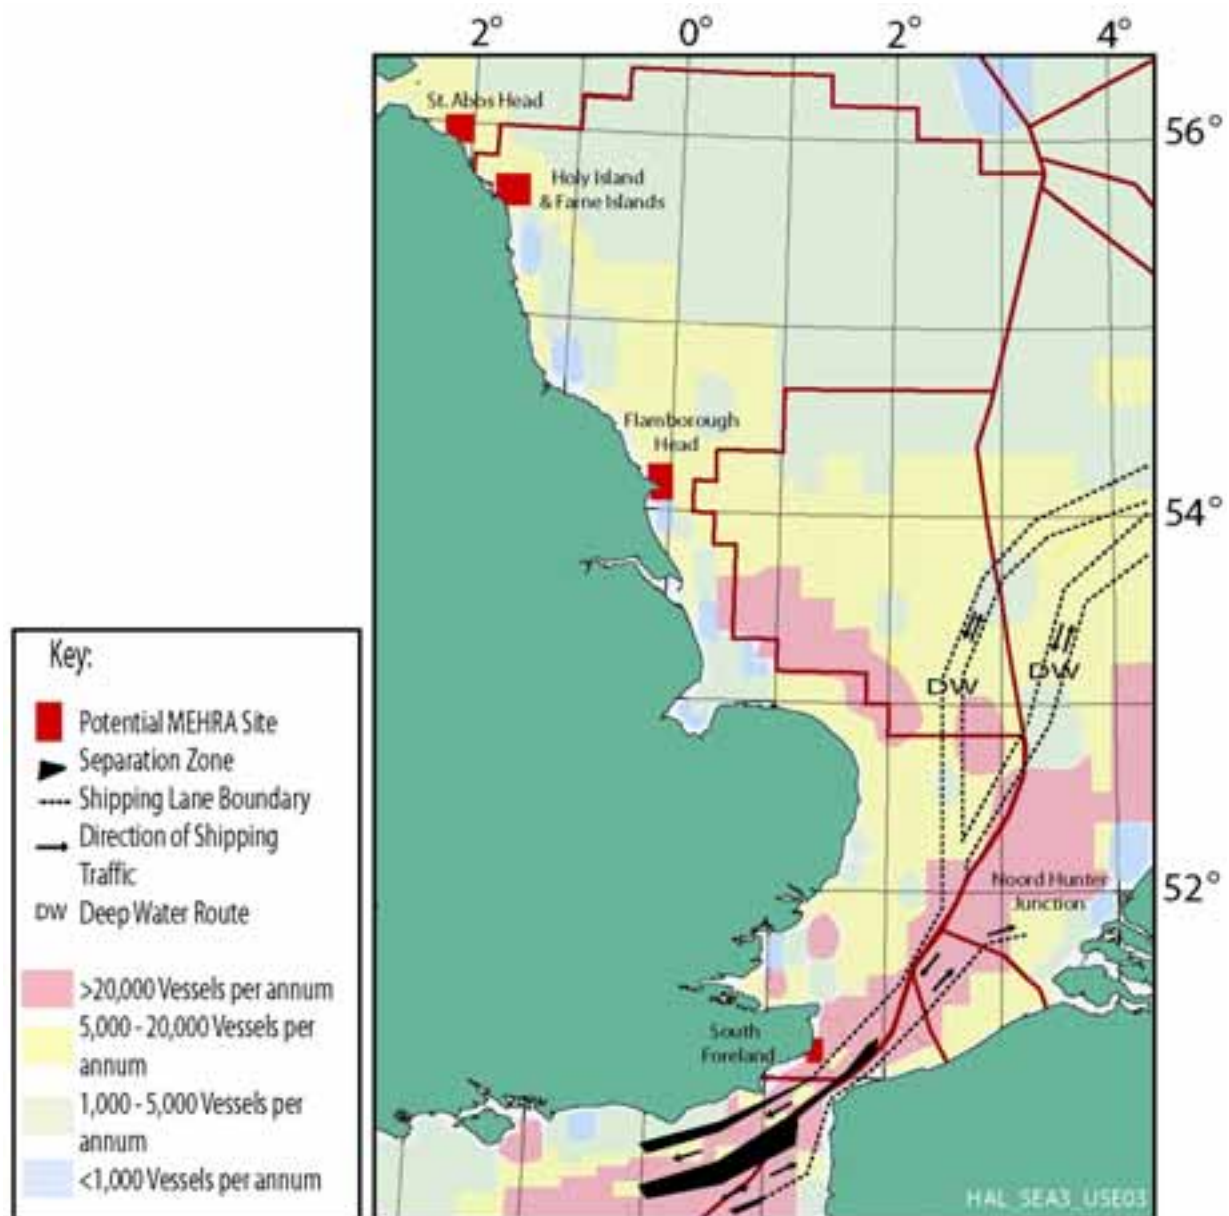 2° 0° 2° 4°
St. Abbs Head
56°
Holy Island
& Farne Islands
Flamborough
Head
54°
DW DW
52°
Noord Hunter
Junction
South
Foreland
HAL_SEA3_USE03
Key:
Potential MEHRA Site
Separation Zone
Shipping Lane Boundary
Direction of Shipping
Traffic
DW Deep Water Route
>20,000 Vessels per annum
5,000 - 20,000 Vessels per
annum
1,000 - 5,000 Vessels per
annum
<1,000 Vessels per annum